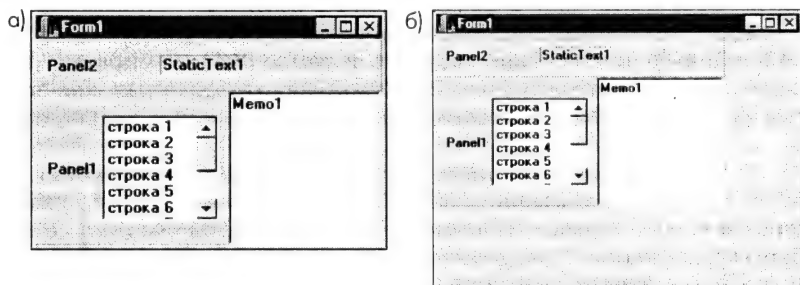 а)
Form1
Panel2
StaticText1
Memo1
Panel1
строка 1
строка 2
строка 3
строка 4
строка 5
строка 6
б)
Form1
Panel2
StaticText1
Memo1
Panel1
строка 1
строка 2
строка 3
строка 4
строка 5
строка 6